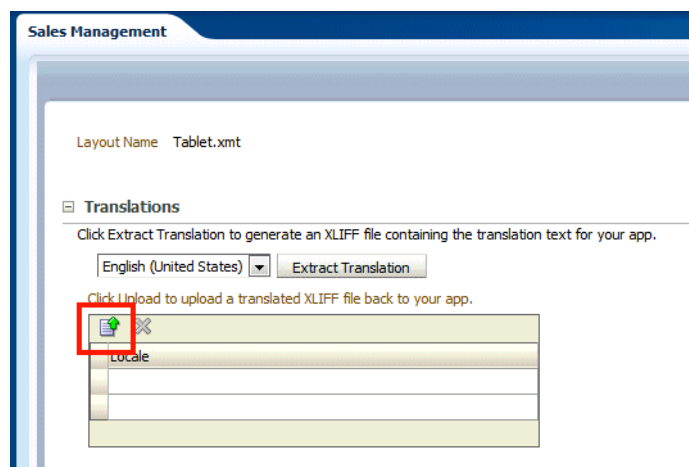 Sales Management
Layout Name Tablet.xmt
Translations
Click Extract Translation to generate an XLIFF file containing the translation text for your app.
English (United States) Extract Translation
Click Upload to upload a translated XLIFF file back to your app.
Locale